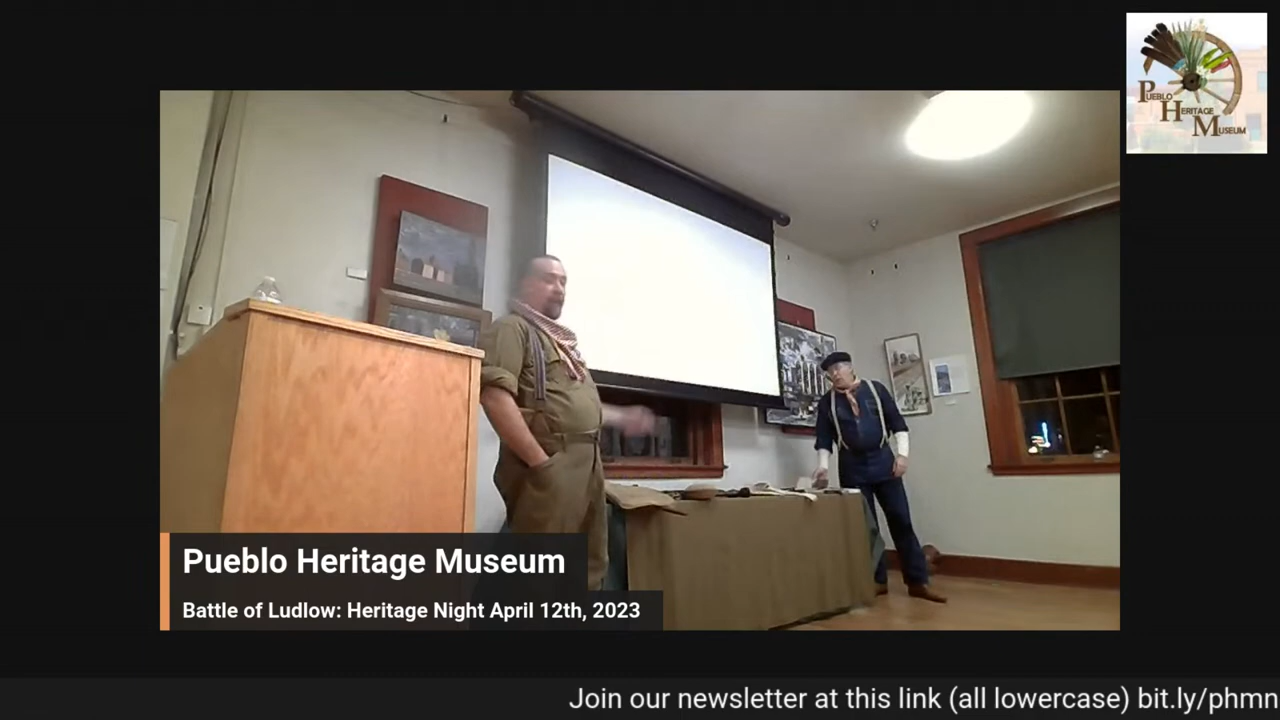 PUEBLO
HERITAGE
MUSEUM
Pueblo Heritage Museum
Battle of Ludlow: Heritage Night April 12th, 2023
Join our newsletter at this link (all lowercase) bit.ly/phmn